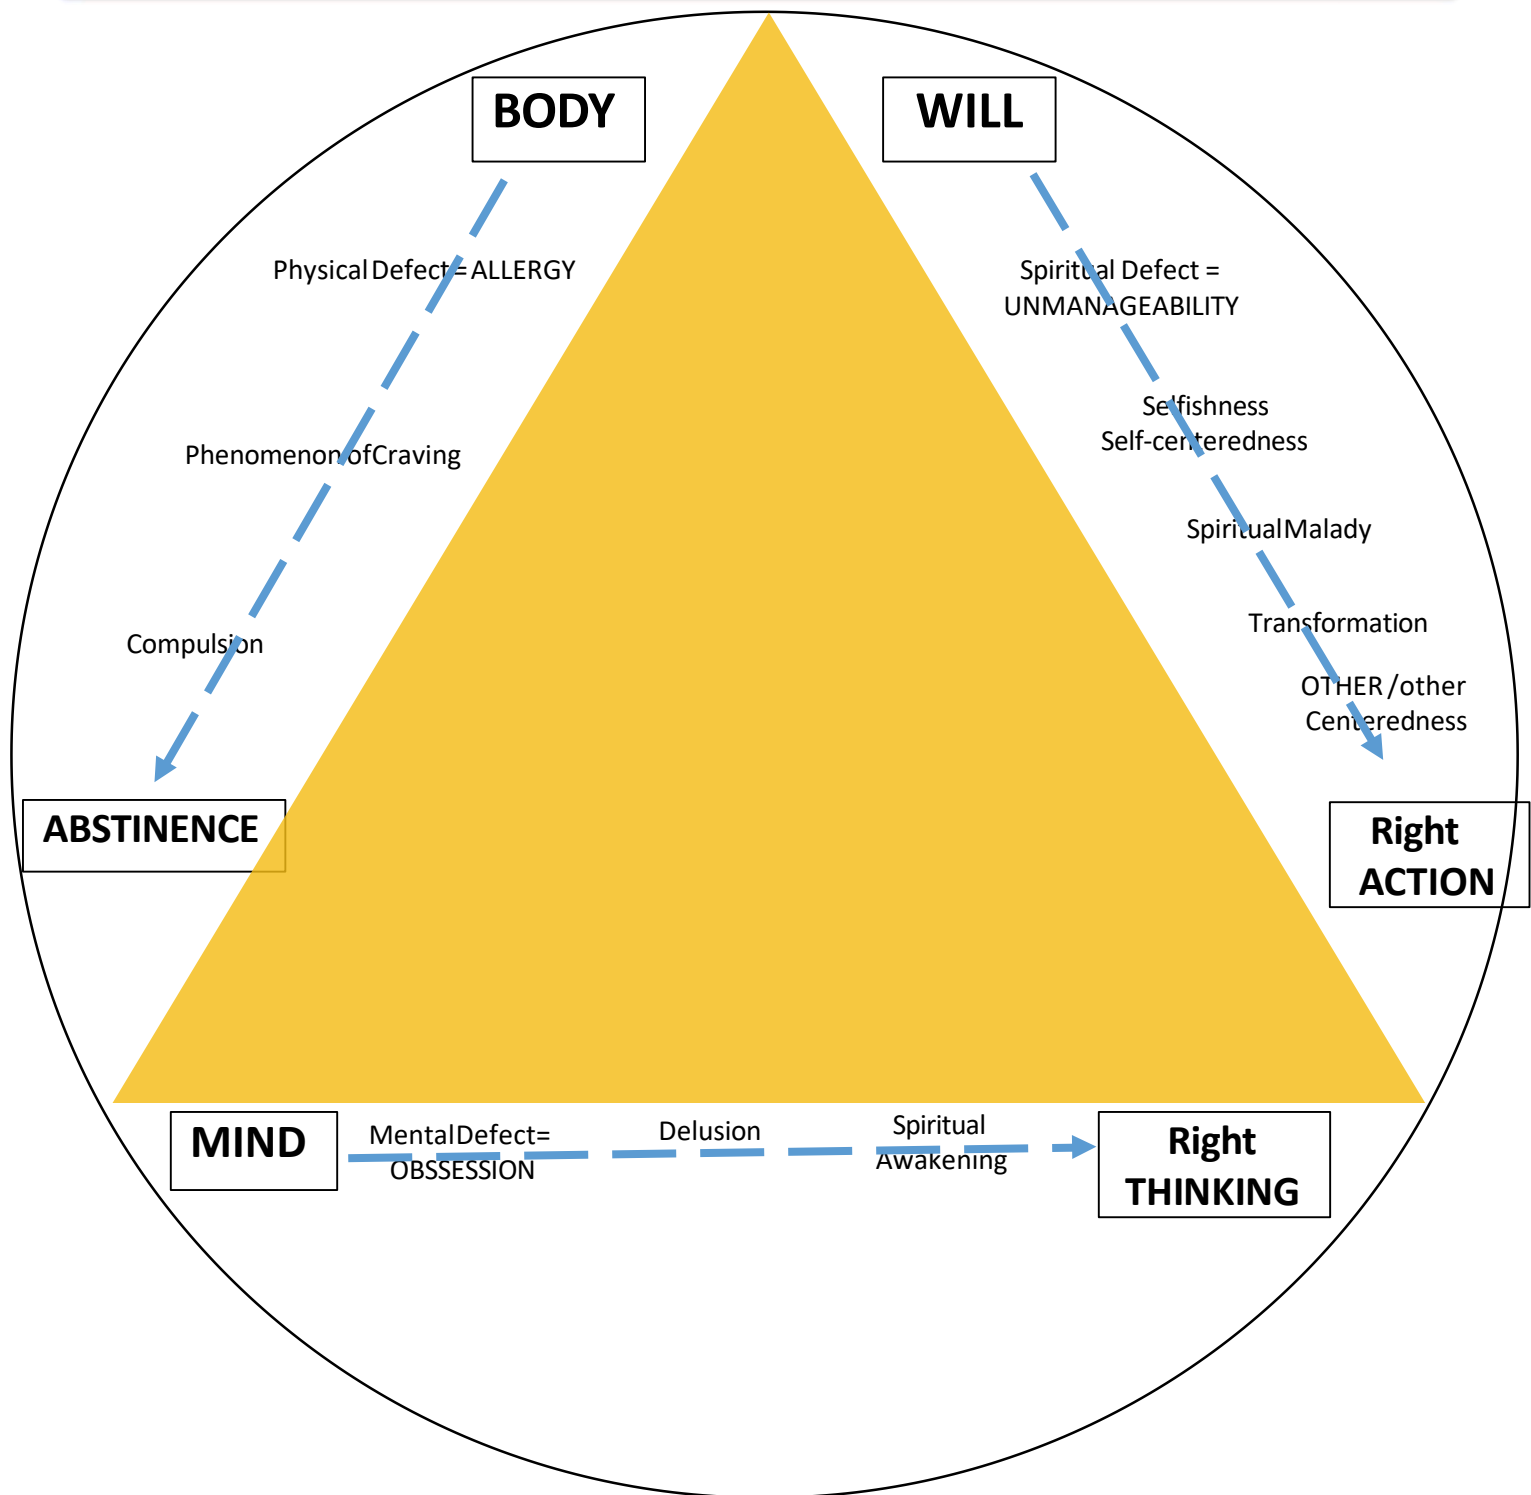 BODY
Physical Defect = ALLERGY
Phenomenon of Craving
Compulsion
ABSTINENCE
WILL
Spiritual Defect =
UNMANAGEABILITY
Selfishness
Self-centeredness
Spiritual Malady
Transformation
OTHER / other
Centeredness
Right
ACTION
MIND
Mental Defect=
OBSSESSION
Delusion
Spiritual
Awakening
Right
THINKING